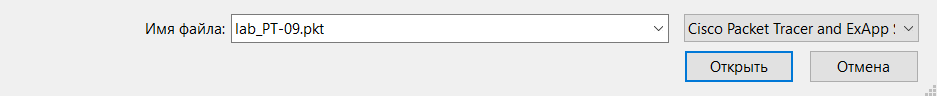 Имя файла: lab_PT-09.pkt Cisco Packet Tracer and ExApp
Открыть Отмена